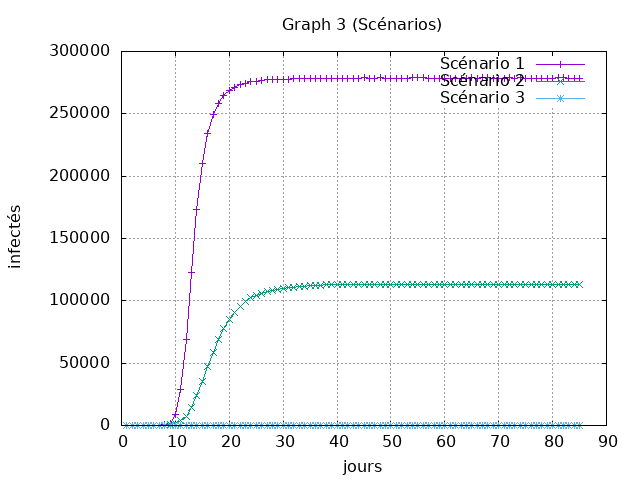 Graph 3 (Scénarios)
300000
250000
200000
150000
100000
50000
0
infectés
Scénario 1
Scénario 2
Scénario 3
0 10 20 30 40 50 60 70 80 90
jours